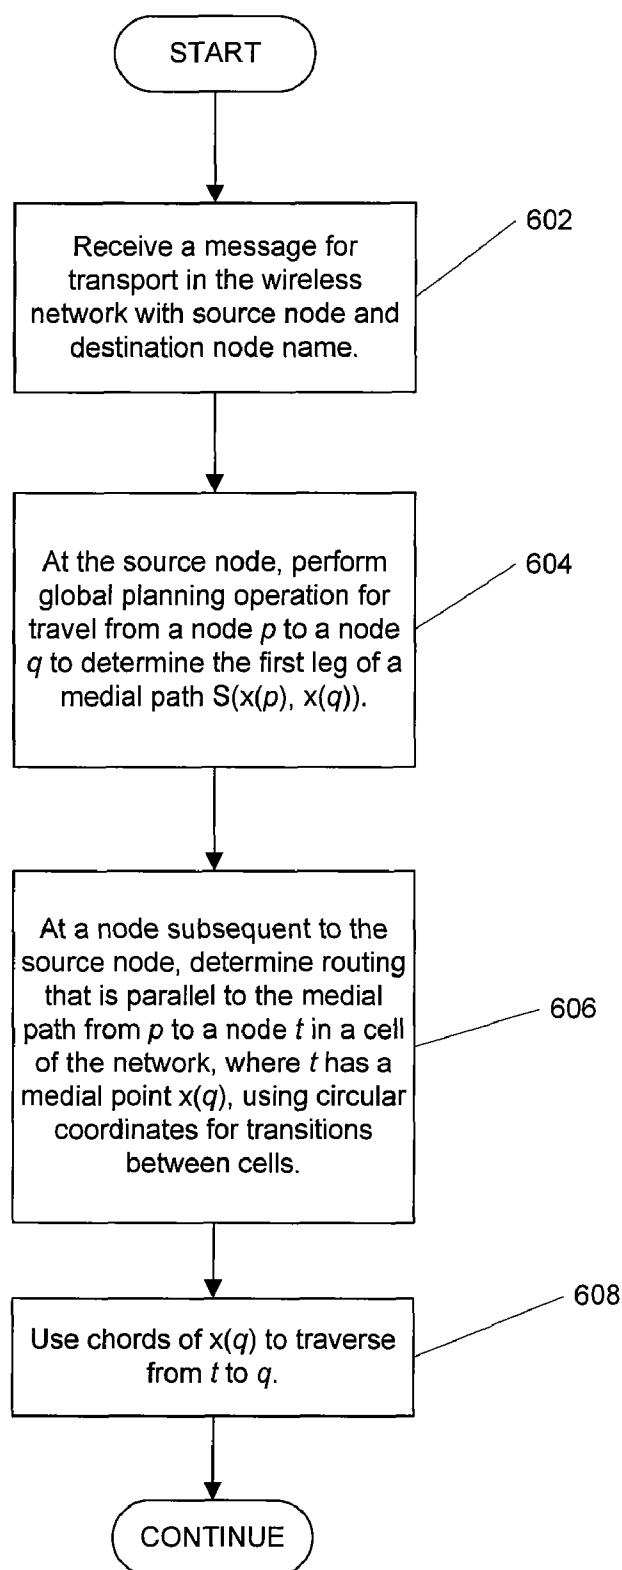 START
Receive a message for
transport in the wireless
network with source node and
destination node name.
602
At the source node, perform
global planning operation for
travel from a node p to a node
q to determine the first leg of a
medial path S(x(p), x(q)).
604
At a node subsequent to the
source node, determine routing
that is parallel to the medial
path from p to a node t in a cell
of the network, where t has a
medial point x(q), using circular
coordinates for transitions
between cells.
606
Use chords of x(q) to traverse
from t to q.
608
CONTINUE